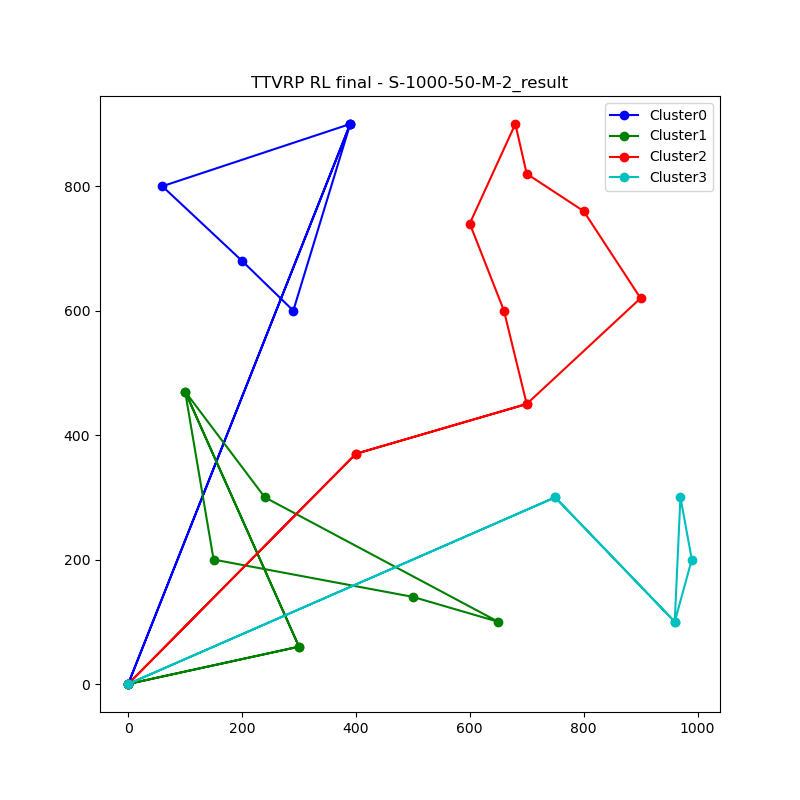 TTVRP RL final - S-1000-50-M-2_result
Cluster0
Cluster1
Cluster2
Cluster3
800
600
400
200
0
0 200 400 600 800 1000